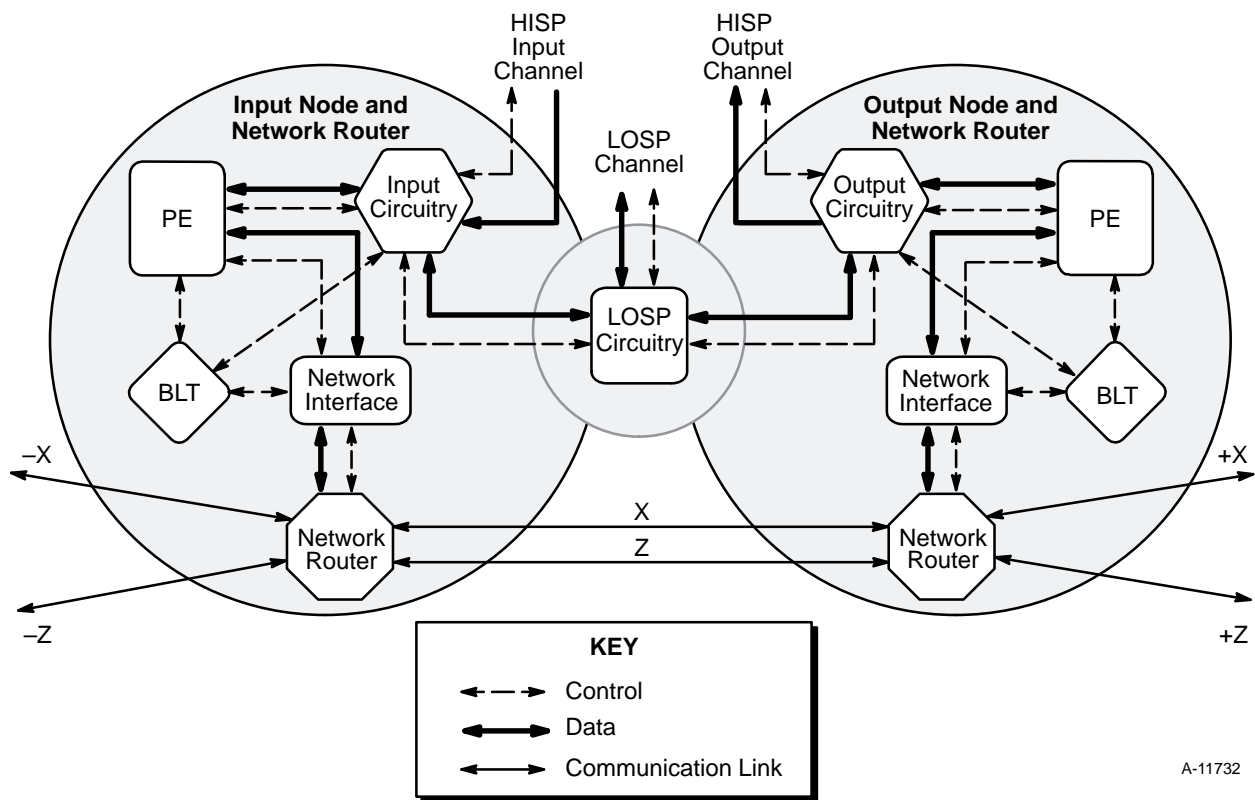 HISP
Input
Channel
HISP
Output
Channel
Input Node and
Network Router
Output Node and
Network Router
LOSP
Channel
PE
Input
Circuitry
Output
Circuitry
PE
LOSP
Circuitry
BLT
Network
Interface
Network
Interface
BLT
–X
+X
Network
Router
X
Z
Network
Router
–Z
+Z
KEY
Control
Data
Communication Link
A-11732